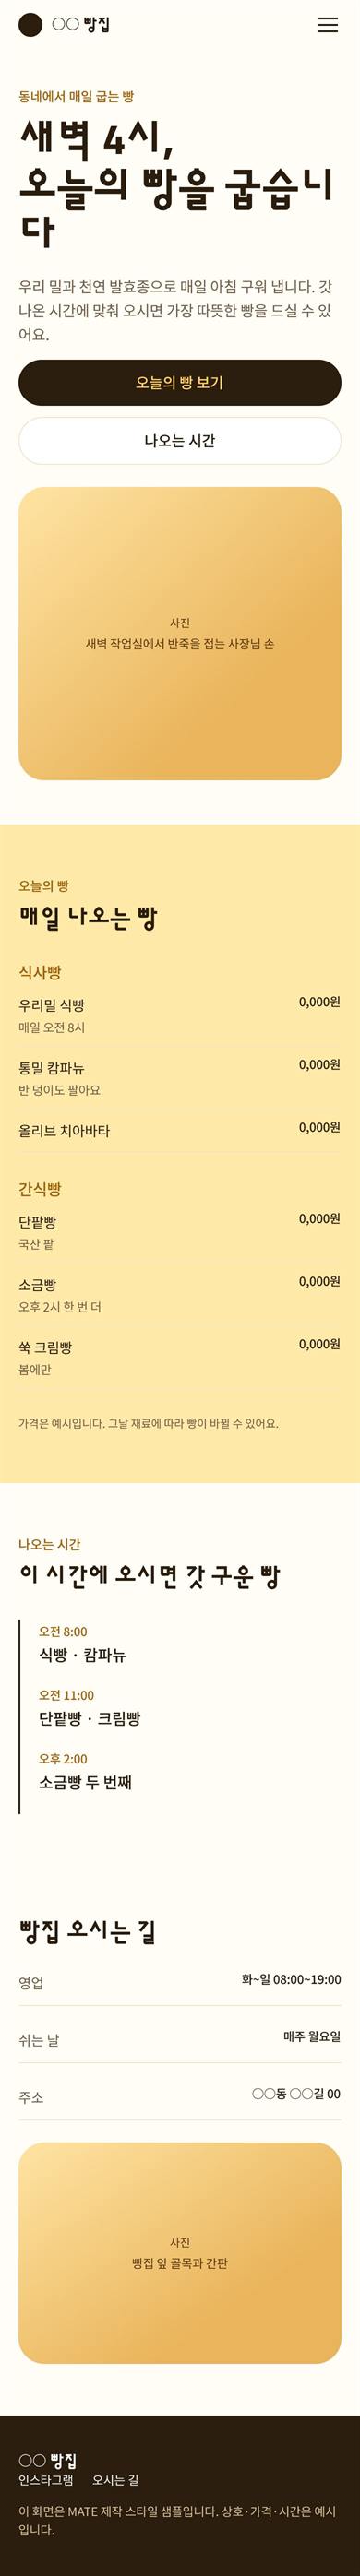 ○○ 빵집
동네에서 매일 굽는 빵
새벽 4시,
오늘의 빵을 굽습니
다
우리 밀과 천연 발효종으로 매일 아침 구워 냅니다. 갓
나온 시간에 맞춰 오시면 가장 따뜻한 빵을 드실 수 있
어요.
오늘의 빵 보기
나오는 시간
사진
새벽 작업실에서 반죽을 접는 사장님 손
오늘의 빵
매일 나오는 빵
식사빵
우리밀 식빵 0,000원
매일 오전 8시
통밀 캄파뉴 0,000원
반 덩이도 팔아요
올리브 치아바타 0,000원
간식빵
단팥빵 0,000원
국산 팥
소금빵 0,000원
오후 2시 한 번 더
쑥 크림빵 0,000원
봄에만
가격은 예시입니다. 그날 재료에 따라 빵이 바뀔 수 있어요.
나오는 시간
이 시간에 오시면 갓 구운 빵
오전 8:00
식빵 · 캄파뉴
오전 11:00
단팥빵 · 크림빵
오후 2:00
소금빵 두 번째
빵집 오시는 길
영업 화~일 08:00~19:00
쉬는 날 매주 월요일
주소 ○○동 ○○길 00
사진
빵집 앞 골목과 간판
○○ 빵집
인스타그램 오시는 길
이 화면은 MATE 제작 스타일 샘플입니다. 상호·가격·시간은 예시
입니다.